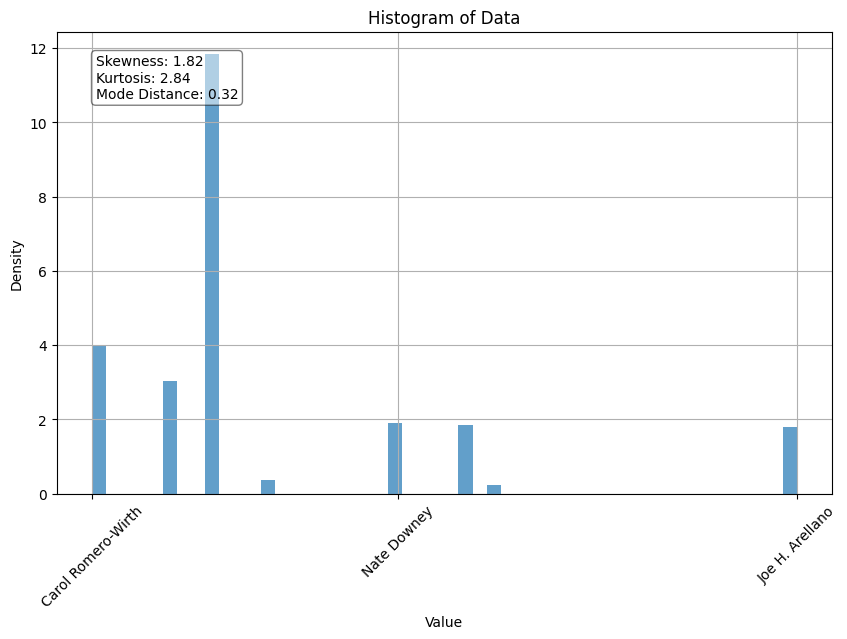 Histogram of Data
Skewness: 1.82
Kurtosis: 2.84
Mode Distance: 0.32
Density
12
10
8
6
4
2
0
Carol Romero-Wirth
Nate Downey
Joe H. Arellano
Value